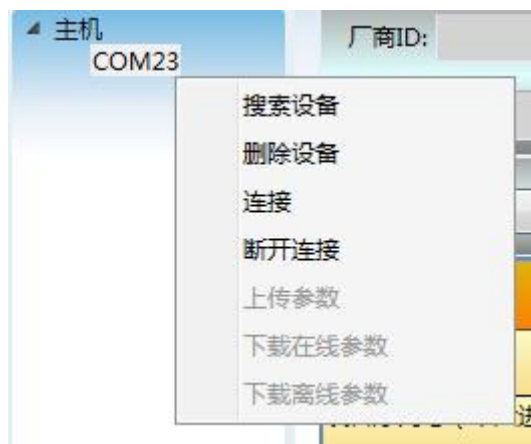 主机
厂商ID:
COM23
搜索设备
删除设备
连接
断开连接
上传参数
下载在线参数
下载离线参数